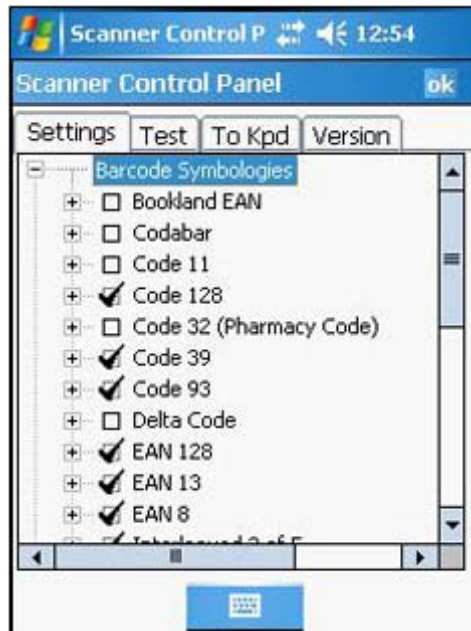 Scanner Control P 12:54
Scanner Control Panel ok
Settings Test To Kpd Version
Barcode Symbologies
Bookland EAN
Codabar
Code 11
Code 128
Code 32 (Pharmacy Code)
Code 39
Code 93
Delta Code
EAN 128
EAN 13
EAN 8